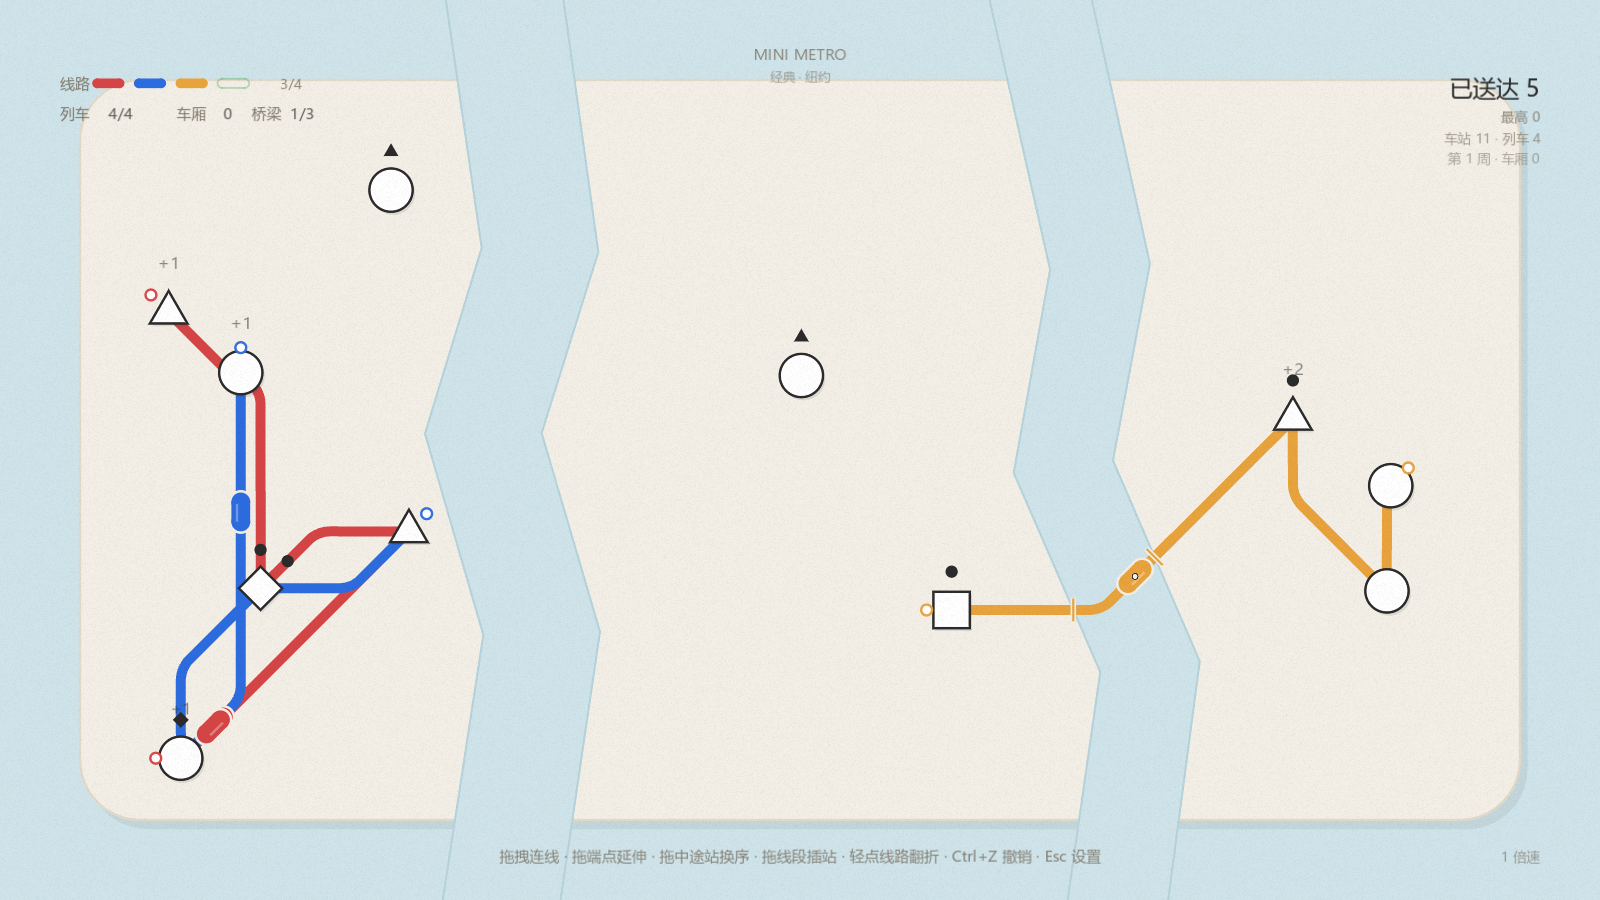 MINI METRO
经典 · 纽约
线路 3/4
列车 4/4 车厢 0 桥梁 1/3
已送达 5
最高 0
车站 11 · 列车 4
第 1 周 · 车厢 0
+1
+1
+2
+1
拖拽连线 · 拖端点延伸 · 拖中途站换序 · 拖线段插站 · 轻点线路翻折 · Ctrl+Z 撤销 · Esc 设置
1 倍速